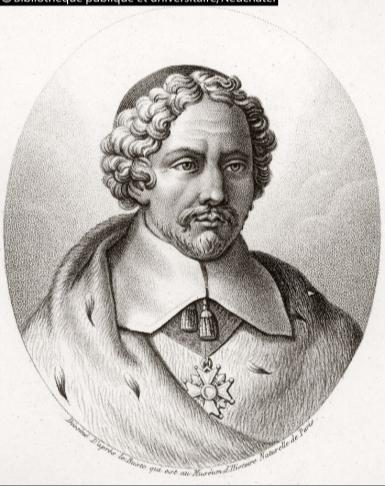 ©Bibliothèque publique et universitaire, Neuchâtel
Dessiné D'après le Buste qui est au Muséum d'Histoire Naturelle de Paris